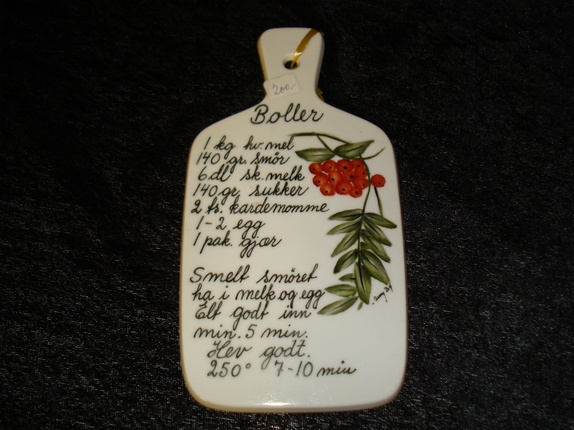 200,-
Boller
1 kg hv. mel
140 gr. smör
6 dl sk. melk
140 gr. sukker
2 ts. kardemomme
1-2 egg
1 pak. gjær
Smelt smöret
ha i melk og egg
Elt godt inn
min. 5 min.
Hev godt.
250° 7-10 min